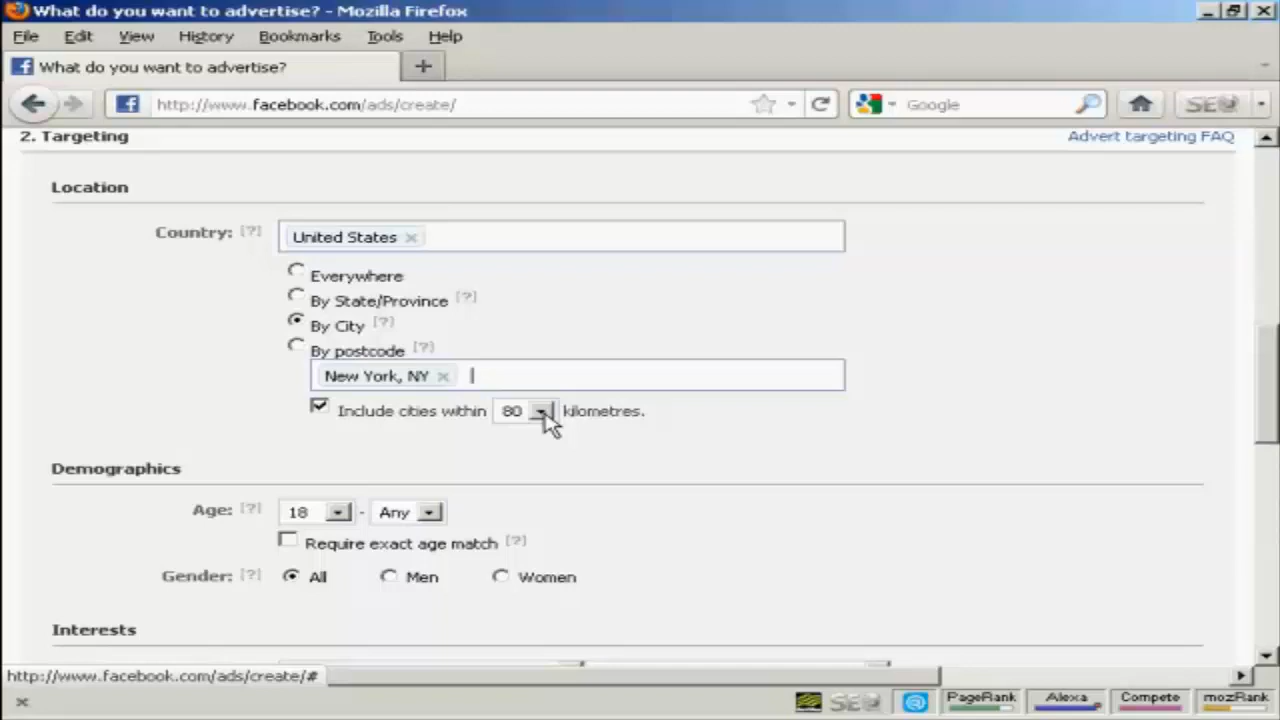 What do you want to advertise? - Mozilla Firefox
File Edit View History Bookmarks Tools Help
What do you want to advertise?
http://www.facebook.com/ads/create/ Google SEO
2. Targeting Advert targeting FAQ
Location
Country: [?] United States
Everywhere
By State/Province [?]
By City [?]
By postcode [?]
New York, NY
Include cities within 80 kilometres.
Demographics
Age: [?] 18 - Any
Require exact age match [?]
Gender: [?] All Men Women
Interests
http://www.facebook.com/ads/create/#
SEO PageRank Alexa Compete mozRank